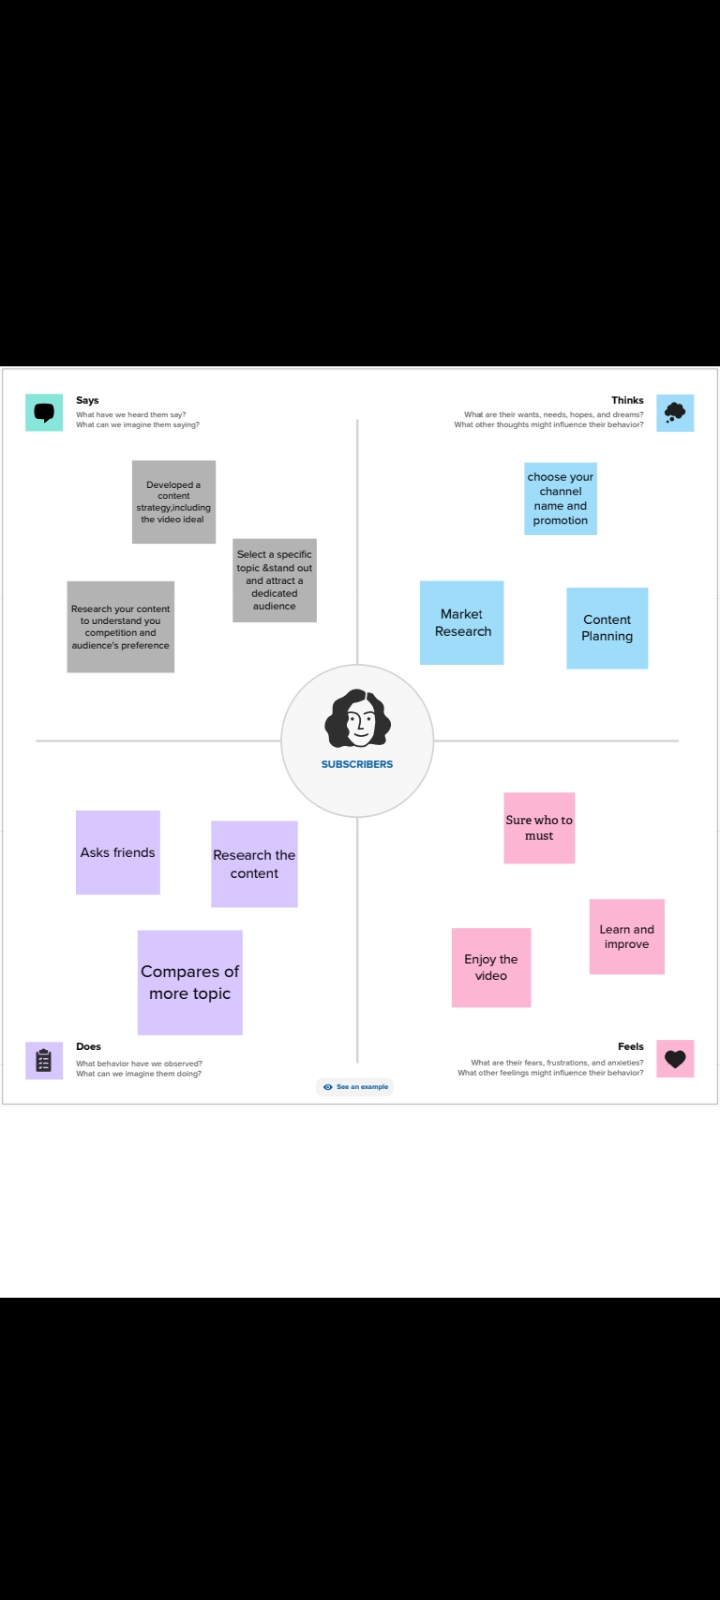 Says
What have we heard them say?
What can we imagine them saying?
Thinks
What are their wants, needs, hopes, and dreams?
What other thoughts might influence their behavior?
Developed a
content
strategy,including
the video ideal
Select a specific
topic &stand out
and attract a
dedicated
audience
Research your content
to understand you
competition and
audience's preference
choose your
channel
name and
promotion
Market
Research
Content
Planning
SUBSCRIBERS
Asks friends
Research the
content
Compares of
more topic
Sure who to
must
Learn and
improve
Enjoy the
video
Does
What behavior have we observed?
What can we imagine them doing?
Feels
What are their fears, frustrations, and anxieties?
What other feelings might influence their behavior?
See an example